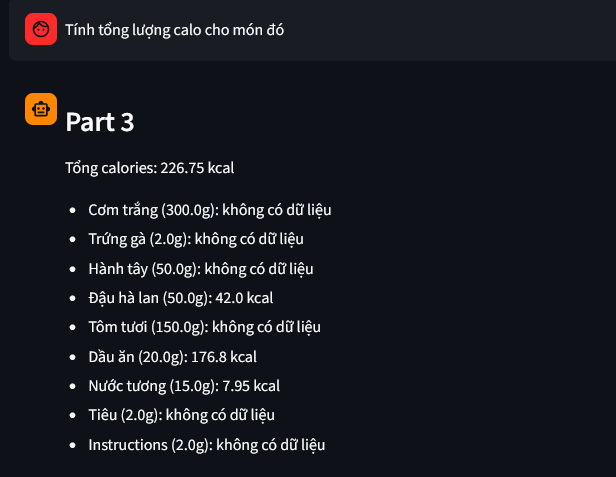 Tính tổng lượng calo cho món đó
Part 3
Tổng calories: 226.75 kcal
Cơm trắng (300.0g): không có dữ liệu
Trứng gà (2.0g): không có dữ liệu
Hành tây (50.0g): không có dữ liệu
Đậu hà lan (50.0g): 42.0 kcal
Tôm tươi (150.0g): không có dữ liệu
Dầu ăn (20.0g): 176.8 kcal
Nước tương (15.0g): 7.95 kcal
Tiêu (2.0g): không có dữ liệu
Instructions (2.0g): không có dữ liệu